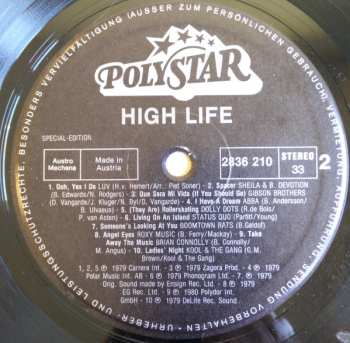 BESONDERS VERVIELFÄLTIGUNG (AUSSER ZUM PERSÖNLICHEN GEBRAUCH), VERMIETUNG
POLYSTAR
HIGH LIFE
SPECIAL-EDITION
Austro
Mechana
Made in
Austria
2836 210
STEREO
33
2
1. Ooh, Yes I Do LUV (H.v. Hemert/Arr.: Piet Soner) 2. Spacer SHEILA & B. DEVOTION
(B. Edwards/N. Rodgers) 3. Que Sera Mi Vida (If You Should Go) GIBSON BROTHERS
(D. Vangarde/J. Kluger/N. Byl/D. Vangarde) 4. I Have A Dream ABBA (B. Andersson/
B. Ulvaeus) 5. (They Are) Rollerskating DOLLY DOTS (R.de Bois/
P. van Asten) 6. Living On An Island STATUS QUO (Parfitt/Young)
7. Someone's Looking At You BOOMTOWN RATS (B.Geldof)
8. Angel Eyes ROXY MUSIC (B. Ferry/Mackay) 9. Take
Away The Music BRIAN CONNOLLY (B. Connolly/
M. Angus) 10. Ladies' Night KOOL & THE GANG (G.M.
Brown/Kool & The Gang)
1, 2, 5 ℗ 1979 Carrere Int. 3 ℗ 1979 Zagora Prod. 4 ℗ 1979
Polar Music Int. AB 6 ℗ 1979 Phonogram Ltd. 7 ℗ 1979
Orig. Sound made by Ensign Rec. Ltd. 8 ℗ 1979
EG Rec. Ltd. 9 ℗ 1980 Polydor Int.
GmbH 10 ℗ 1979 DeLite Rec. Sound
URHEBER- UND LEISTUNGSSCHUTZRECHTE,
SENDUNG VORBEHALTEN